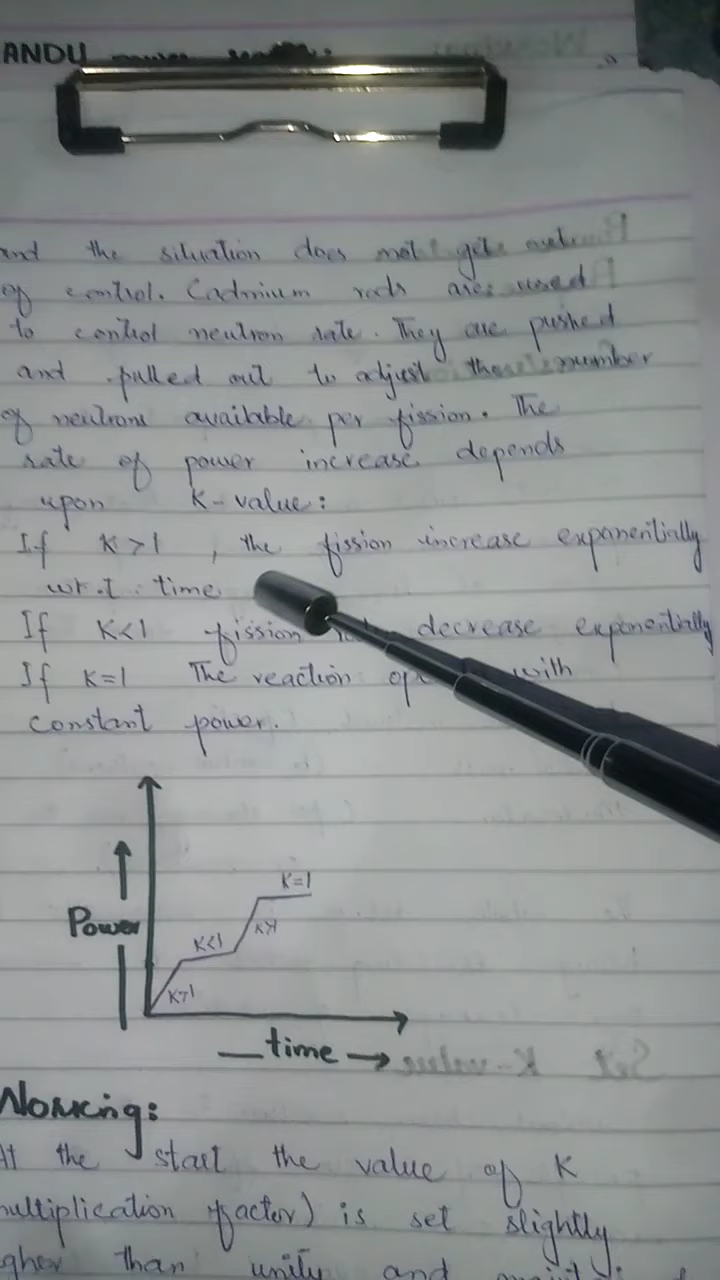 ANDU
and the situation does not get out
of control. Cadmium rods are used
to control neutron rate. They are pushed
and pulled out to adjust the number
of neutrons available per fission. The
rate of power increase depends
upon K-value:
If K>1, the fission increase exponentially
w.r.t. time
If K<1 fission decrease exponentially
If K=1 The reaction with
constant power.
K=1
K>1
K<1
K>1
Power
time
Working:
At the start the value of K
multiplication factor) is set slightly
gher than unity and